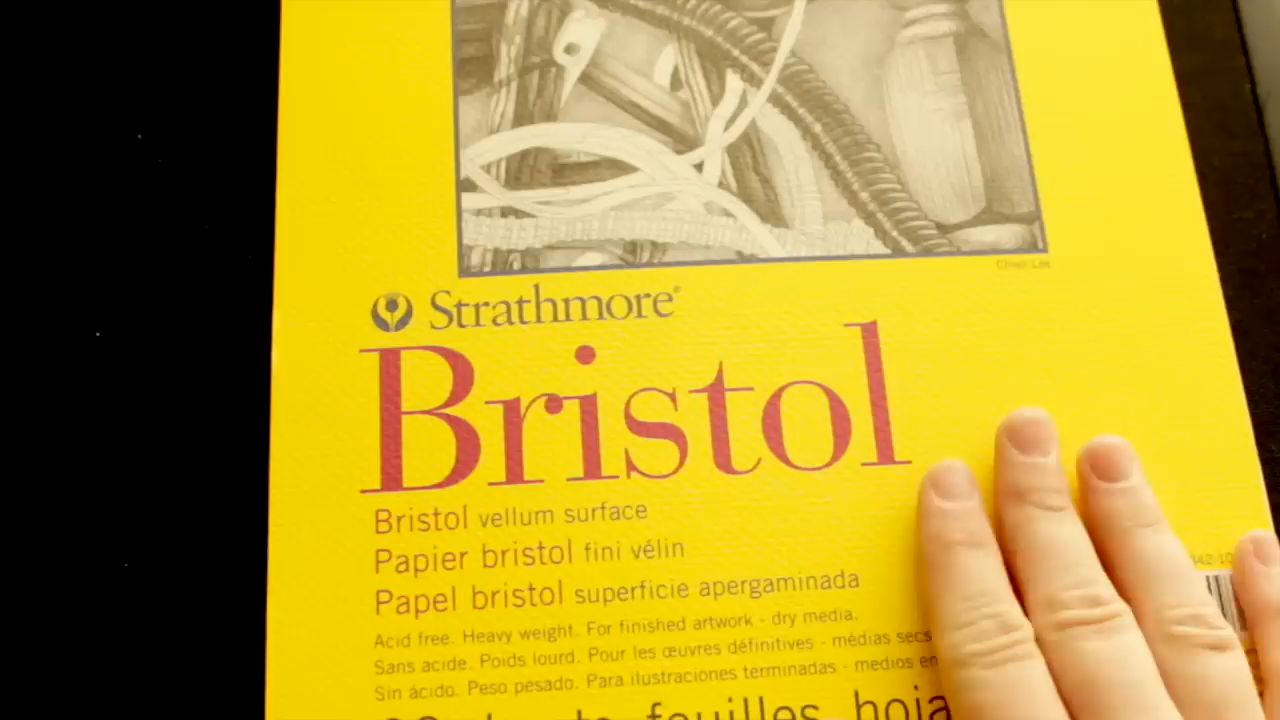 Strathmore®
Bristol
Bristol vellum surface
Papier bristol fini vélin
Papel bristol superficie apergaminada
Acid free. Heavy weight. For finished artwork - dry media.
Sans acide. Poids lourd. Pour les œuvres définitives - médias secs
Sin ácido. Peso pesado. Para ilustraciones terminadas - medios en
feuilles